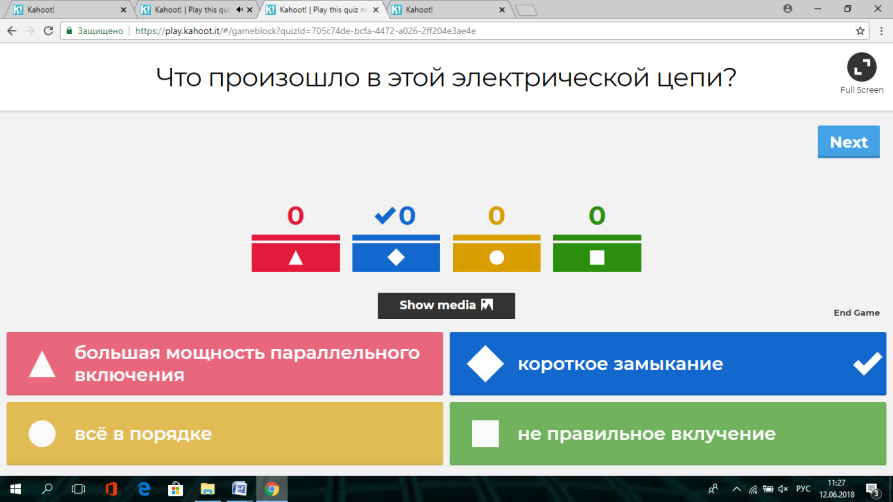 Kahoot!
Kahoot! | Play this qui
Kahoot! | Play this quiz n
Kahoot!
Защищено
https://play.kahoot.it/#/gameblock?quizId=705c74de-bcfa-4472-a026-2ff204e3ae4e
Что произошло в этой электрической цепи?
Full Screen
Next
0
0
0
0
Show media
End Game
большая мощность параллельного
включения
короткое замыкание
всё в порядке
не правильное вклучение
РУС
11:27
12.06.2018
3